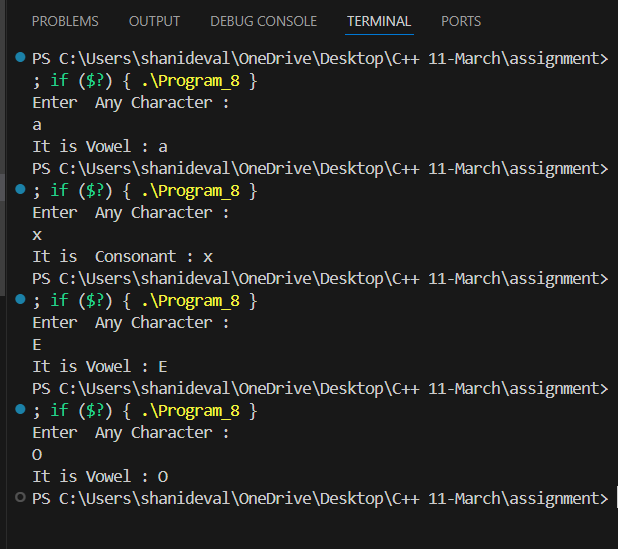 PROBLEMS OUTPUT DEBUG CONSOLE TERMINAL PORTS
PS C:\Users\shanideval\OneDrive\Desktop\C++ 11-March\assignment>
; if ($?) { .\Program_8 }
Enter  Any Character :
a
It is Vowel : a
PS C:\Users\shanideval\OneDrive\Desktop\C++ 11-March\assignment>
; if ($?) { .\Program_8 }
Enter  Any Character :
x
It is  Consonant : x
PS C:\Users\shanideval\OneDrive\Desktop\C++ 11-March\assignment>
; if ($?) { .\Program_8 }
Enter  Any Character :
E
It is Vowel : E
PS C:\Users\shanideval\OneDrive\Desktop\C++ 11-March\assignment>
; if ($?) { .\Program_8 }
Enter  Any Character :
O
It is Vowel : O
PS C:\Users\shanideval\OneDrive\Desktop\C++ 11-March\assignment>